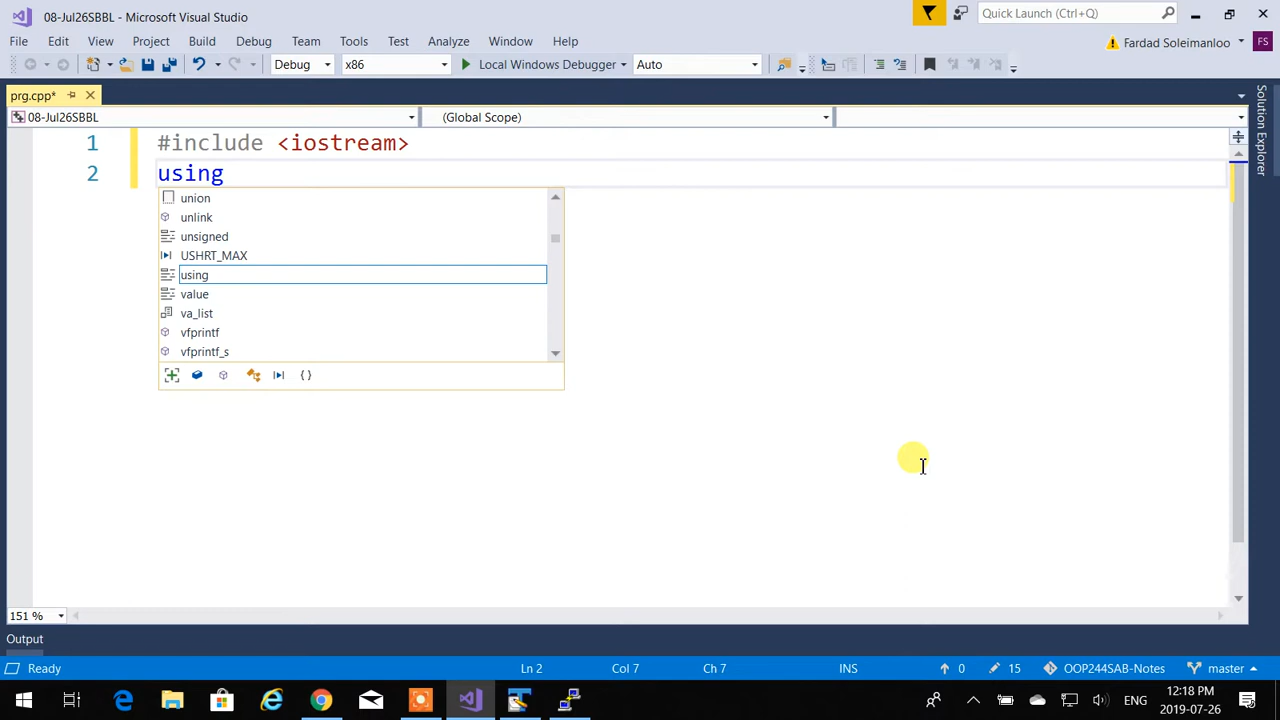 08-Jul26SBBL - Microsoft Visual Studio
Quick Launch (Ctrl+Q)
File Edit View Project Build Debug Team Tools Test Analyze Window Help
Fardad Soleimanloo FS
Debug x86 Local Windows Debugger Auto
prg.cpp*
08-Jul26SBBL (Global Scope)
Solution Explorer
1 #include <iostream>
2 using
union
unlink
unsigned
USHRT_MAX
using
value
va_list
vfprintf
vfprintf_s
151 %
Output
Ready Ln 2 Col 7 Ch 7 INS 0 15 OOP244SAB-Notes master
ENG 12:18 PM
2019-07-26